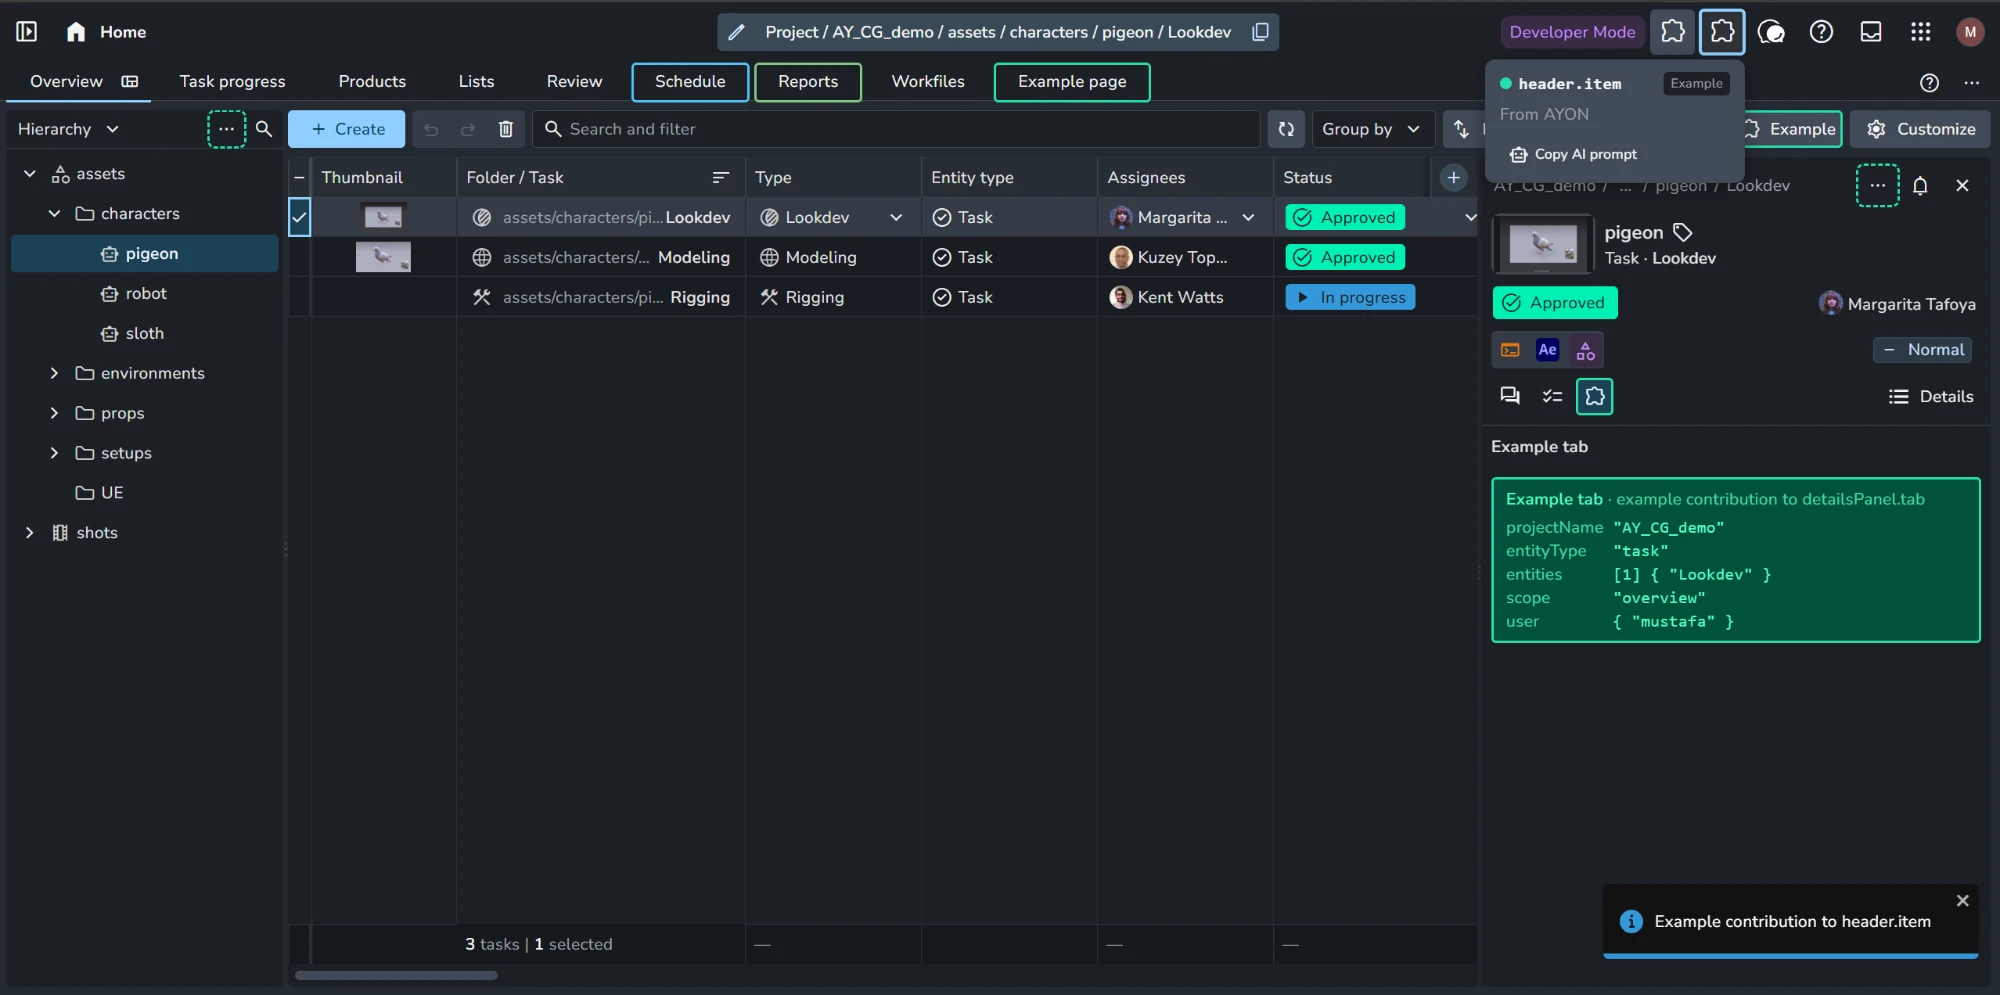 Home
Project / AY_CG_demo / assets / characters / pigeon / Lookdev
Developer Mode
M
Overview
Task progress
Products
Lists
Review
Schedule
Reports
Workfiles
Example page
header.item
Example
From AYON
Copy AI prompt
Hierarchy
Create
Search and filter
Group by
Example
Customize
assets
characters
pigeon
robot
sloth
environments
props
setups
UE
shots
Thumbnail
Folder / Task
Type
Entity type
Assignees
Status
assets/characters/pi... Lookdev
Lookdev
Task
Margarita ...
Approved
assets/characters/... Modeling
Modeling
Task
Kuzey Top...
Approved
assets/characters/pi... Rigging
Rigging
Task
Kent Watts
In progress
3 tasks | 1 selected
—
—
—
AY_CG_demo / ... / pigeon / Lookdev
pigeon
Task · Lookdev
Approved
Margarita Tafoya
Ae
Normal
Details
Example tab
Example tab · example contribution to detailsPanel.tab
projectName "AY_CG_demo"
entityType "task"
entities [1] { "Lookdev" }
scope "overview"
user { "mustafa" }
Example contribution to header.item